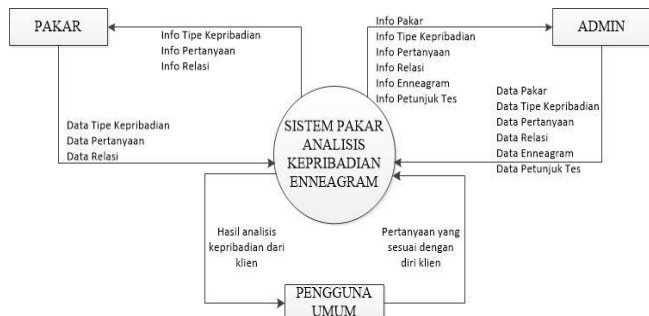 PAKAR
ADMIN
Info Tipe Kepribadian
Info Pertanyaan
Info Relasi
Info Pakar
Info Tipe Kepribadian
Info Pertanyaan
Info Relasi
Info Enneagram
Info Petunjuk Tes
Data Tipe Kepribadian
Data Pertanyaan
Data Relasi
SISTEM PAKAR
ANALISIS
KEPRIBADIAN
ENNEAGRAM
Data Pakar
Data Tipe Kepribadian
Data Pertanyaan
Data Relasi
Data Enneagram
Data Petunjuk Tes
Hasil analisis
kepribadian dari
klien
Pertanyaan yang
sesuai dengan
diri klien
PENGGUNA
UMUM